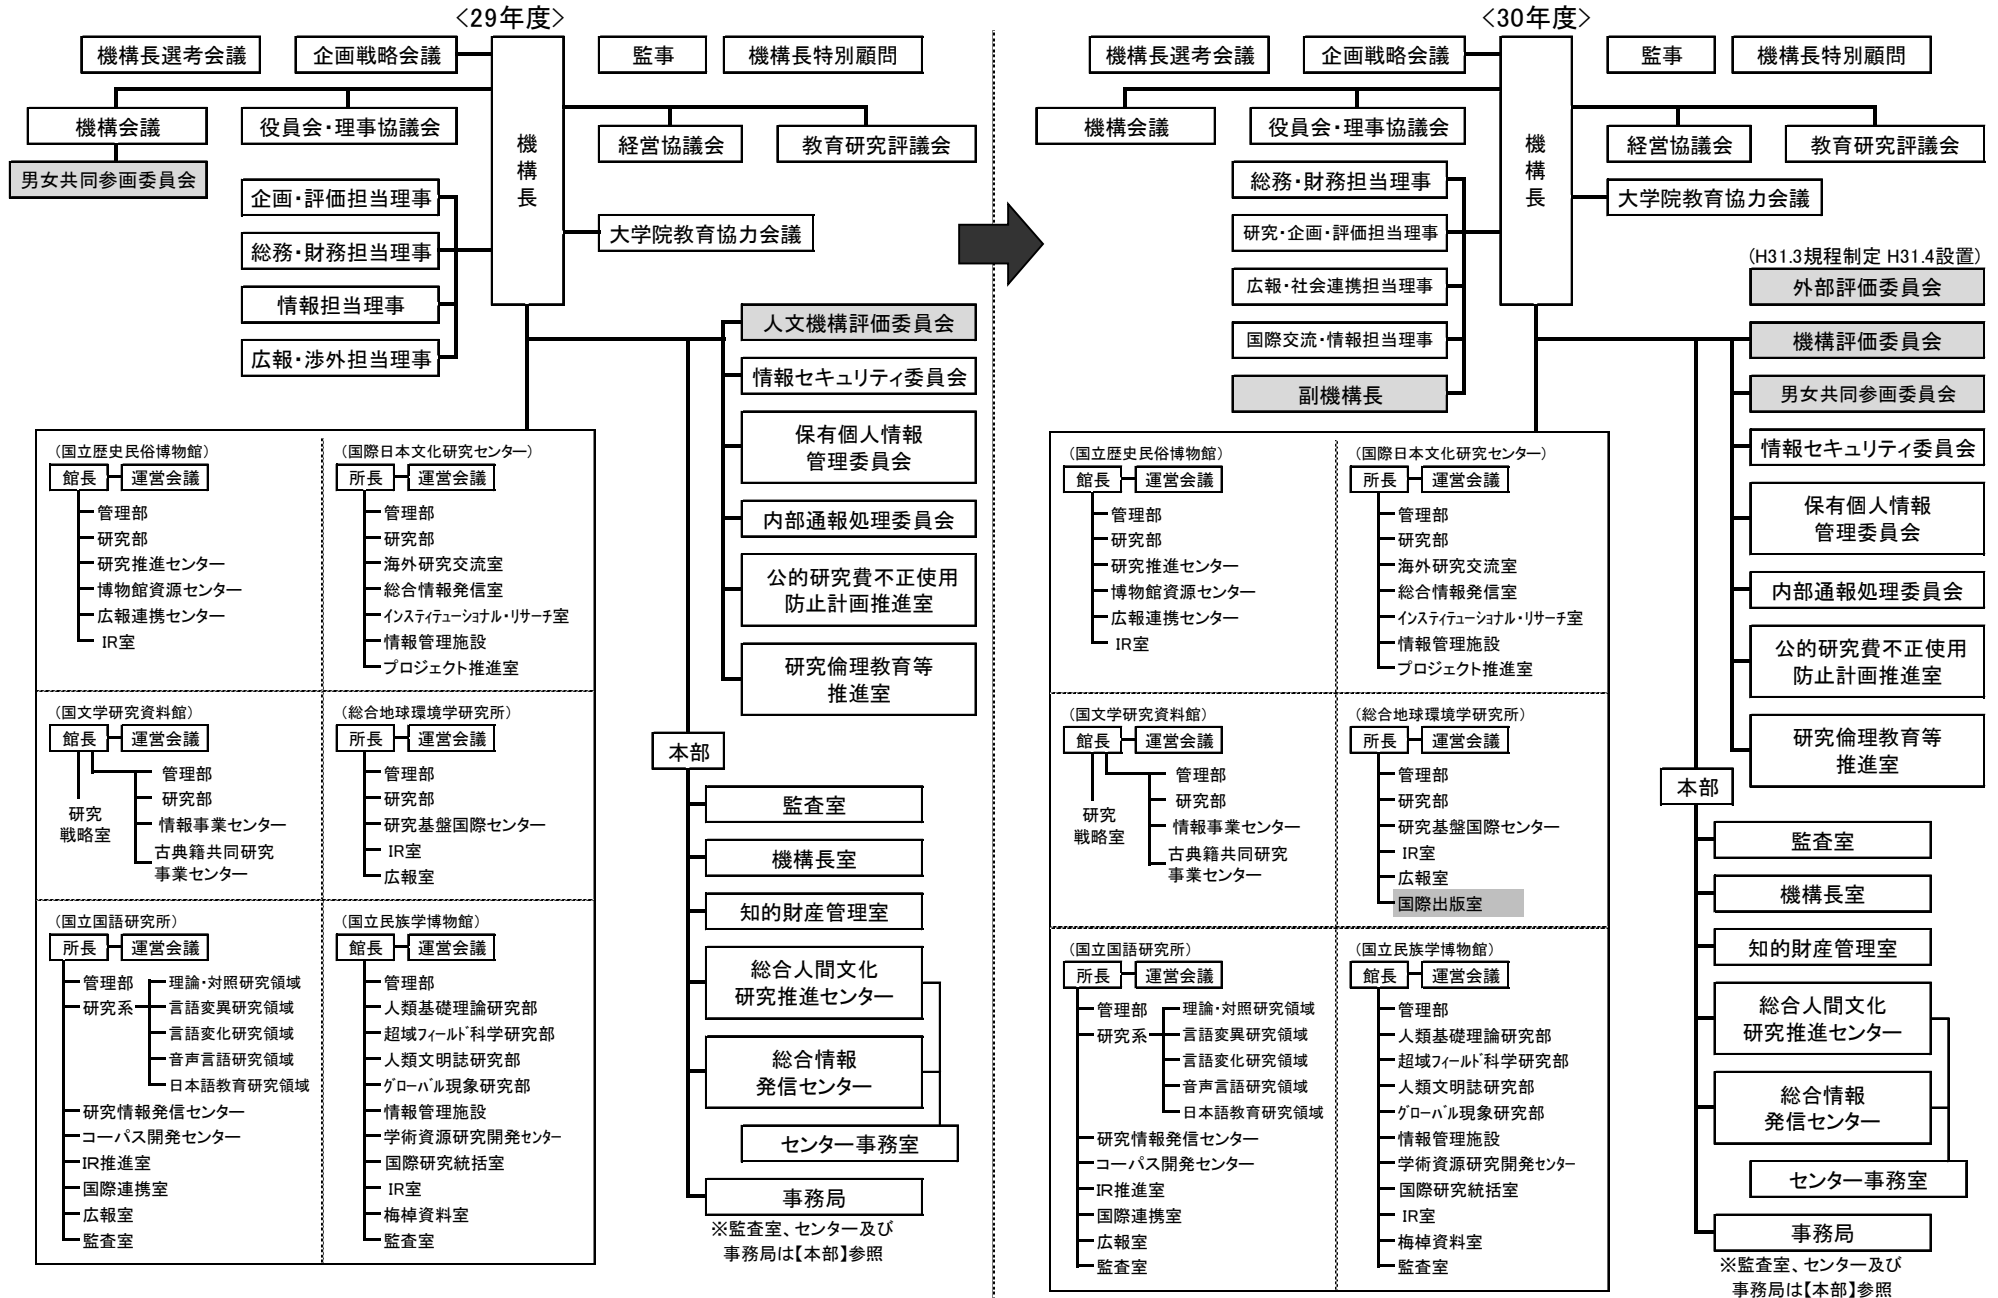 <29年度>
機構長選考会議
企画戦略会議
監事
機構長特別顧問
機構会議
役員会・理事協議会
機構長
経営協議会
教育研究評議会
男女共同参画委員会
企画・評価担当理事
総務・財務担当理事
情報担当理事
広報・渉外担当理事
大学院教育協力会議
人文機構評価委員会
情報セキュリティ委員会
保有個人情報
管理委員会
内部通報処理委員会
公的研究費不正使用
防止計画推進室
研究倫理教育等
推進室
(国立歴史民俗博物館)
館長
運営会議
管理部
研究部
研究推進センター
博物館資源センター
広報連携センター
IR室
(国際日本文化研究センター)
所長
運営会議
管理部
研究部
海外研究交流室
総合情報発信室
インスティテューショナル・リサーチ室
情報管理施設
プロジェクト推進室
(国文学研究資料館)
館長
運営会議
管理部
研究部
情報事業センター
古典籍共同研究
事業センター
研究
戦略室
(総合地球環境学研究所)
所長
運営会議
管理部
研究部
研究基盤国際センター
IR室
広報室
(国立国語研究所)
所長
運営会議
管理部
研究系
理論・対照研究領域
言語変異研究領域
言語変化研究領域
音声言語研究領域
日本語教育研究領域
研究情報発信センター
コーパス開発センター
IR推進室
国際連携室
広報室
監査室
(国立民族学博物館)
館長
運営会議
管理部
人類基礎理論研究部
超域フィールド科学研究部
人類文明誌研究部
グローバル現象研究部
情報管理施設
学術資源研究開発センター
国際研究統括室
IR室
梅棹資料室
監査室
本部
監査室
機構長室
知的財産管理室
総合人間文化
研究推進センター
総合情報
発信センター
センター事務室
事務局
※監査室、センター及び
事務局は【本部】参照
<30年度>
機構長選考会議
企画戦略会議
監事
機構長特別顧問
機構会議
役員会・理事協議会
機構長
経営協議会
教育研究評議会
総務・財務担当理事
研究・企画・評価担当理事
広報・社会連携担当理事
国際交流・情報担当理事
副機構長
大学院教育協力会議
(H31.3規程制定 H31.4設置)
外部評価委員会
機構評価委員会
男女共同参画委員会
情報セキュリティ委員会
保有個人情報
管理委員会
内部通報処理委員会
公的研究費不正使用
防止計画推進室
研究倫理教育等
推進室
(国立歴史民俗博物館)
館長
運営会議
管理部
研究部
研究推進センター
博物館資源センター
広報連携センター
IR室
(国際日本文化研究センター)
所長
運営会議
管理部
研究部
海外研究交流室
総合情報発信室
インスティテューショナル・リサーチ室
情報管理施設
プロジェクト推進室
(国文学研究資料館)
館長
運営会議
管理部
研究部
情報事業センター
古典籍共同研究
事業センター
研究
戦略室
(総合地球環境学研究所)
所長
運営会議
管理部
研究部
研究基盤国際センター
IR室
広報室
国際出版室
(国立国語研究所)
所長
運営会議
管理部
研究系
理論・対照研究領域
言語変異研究領域
言語変化研究領域
音声言語研究領域
日本語教育研究領域
研究情報発信センター
コーパス開発センター
IR推進室
国際連携室
広報室
監査室
(国立民族学博物館)
館長
運営会議
管理部
人類基礎理論研究部
超域フィールド科学研究部
人類文明誌研究部
グローバル現象研究部
情報管理施設
学術資源研究開発センター
国際研究統括室
IR室
梅棹資料室
監査室
本部
監査室
機構長室
知的財産管理室
総合人間文化
研究推進センター
総合情報
発信センター
センター事務室
事務局
※監査室、センター及び
事務局は【本部】参照